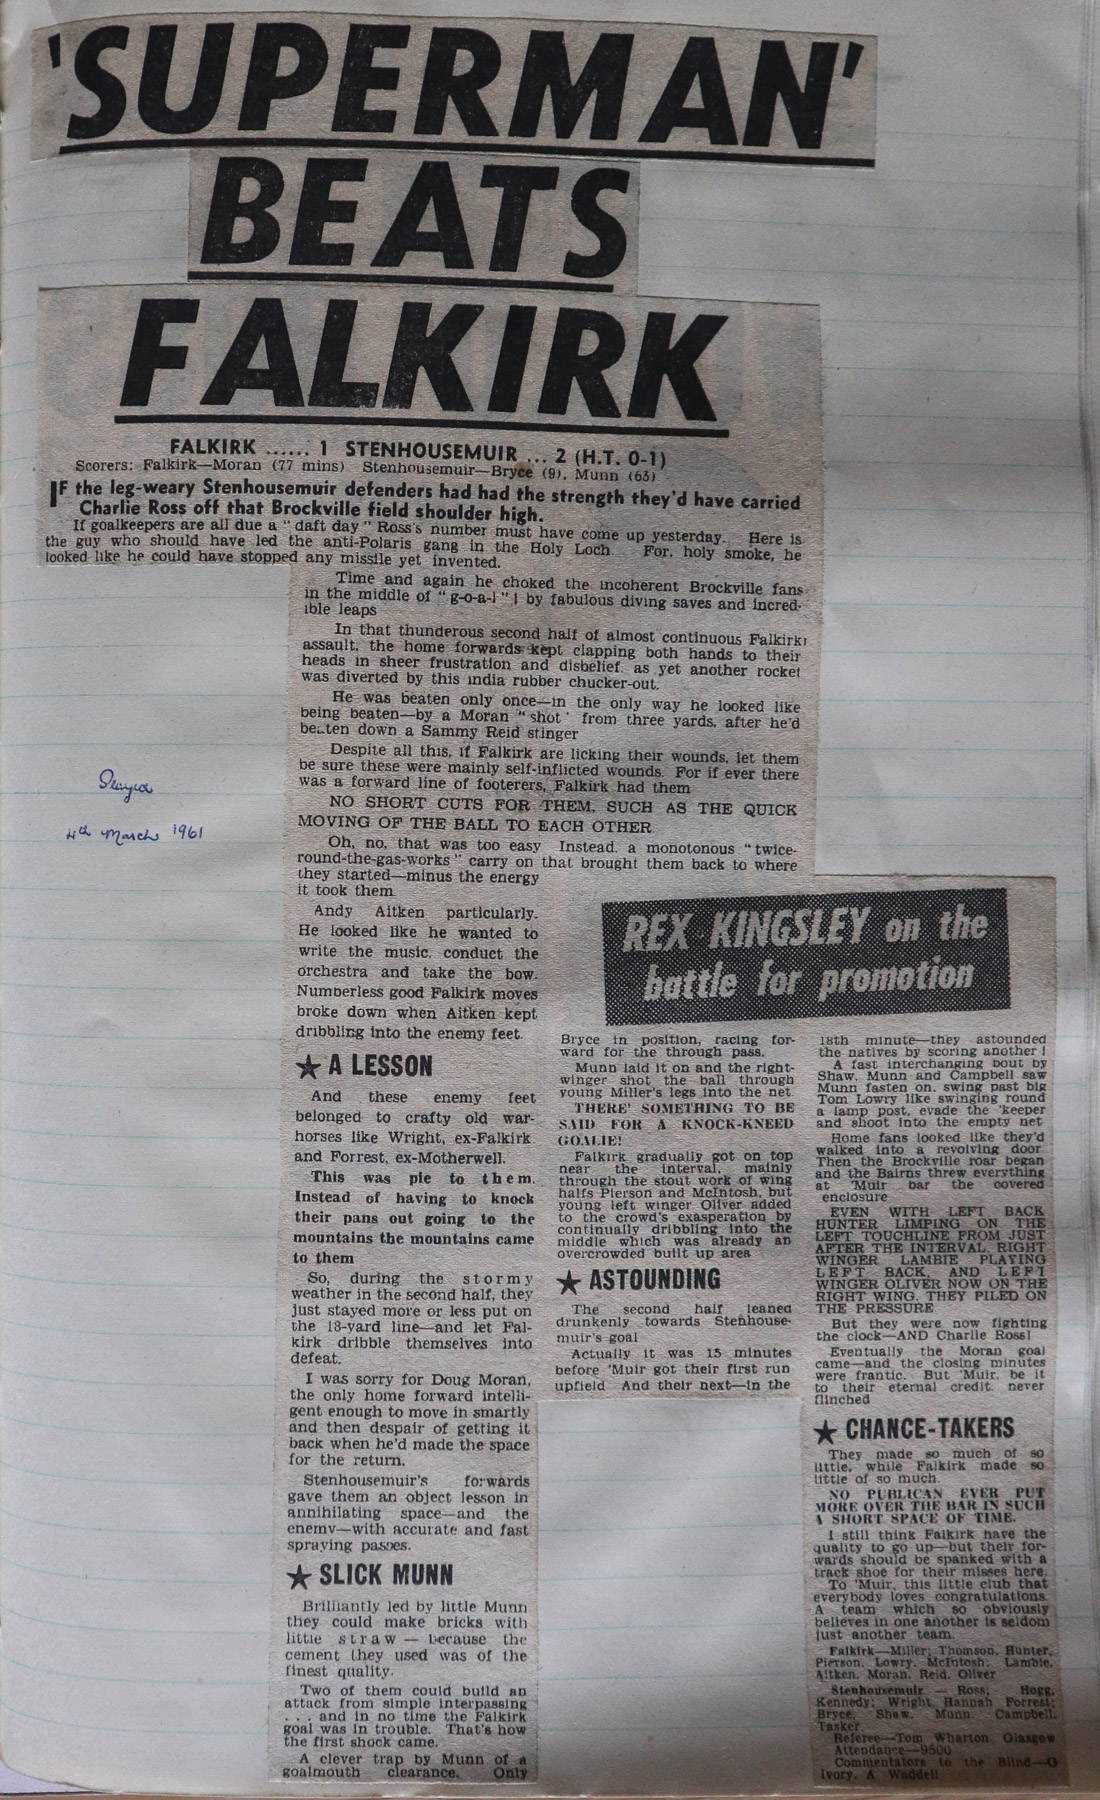 'SUPERMAN'
BEATS
FALKIRK
FALKIRK ...... 1 STENHOUSEMUIR ... 2 (H.T. 0-1)
Scorers: Falkirk—Moran (77 mins) Stenhousemuir—Bryce (9), Munn (63)
IF the leg-weary Stenhousemuir defenders had had the strength they'd have carried
Charlie Ross off that Brockville field shoulder high.
If goalkeepers are all due a "daft day" Ross's number must have come up yesterday. Here is
the guy who should have led the anti-Polaris gang in the Holy Loch. For, holy smoke, he
looked like he could have stopped any missile yet invented.
Time and again he choked the incoherent Brockville fans
in the middle of "g-o-a-l"! by fabulous diving saves and incred-
ible leaps
In that thunderous second half of almost continuous Falkirk
assault, the home forwards kept clapping both hands to their
heads in sheer frustration and disbelief, as yet another rocket
was diverted by this india rubber chucker-out.
He was beaten only once—in the only way he looked like
being beaten—by a Moran "shot' from three yards, after he'd
beaten down a Sammy Reid stinger
Despite all this, if Falkirk are licking their wounds, let them
be sure these were mainly self-inflicted wounds. For if ever there
was a forward line of footerers, Falkirk had them
NO SHORT CUTS FOR THEM, SUCH AS THE QUICK
MOVING OF THE BALL TO EACH OTHER
Oh, no, that was too easy Instead, a monotonous "twice-
round-the-gas-works" carry on that brought them back to where
they started—minus the energy
it took them
Andy Aitken particularly.
He looked like he wanted to
write the music, conduct the
orchestra and take the bow.
Numberless good Falkirk moves
broke down when Aitken kept
dribbling into the enemy feet.
★ A LESSON
And these enemy feet
belonged to crafty old war-
horses like Wright, ex-Falkirk
and Forrest, ex-Motherwell.
This was pie to them.
Instead of having to knock
their pans out going to the
mountains the mountains came
to them
So, during the stormy
weather in the second half, they
just stayed more or less put on
the 18-yard line—and let Fal-
kirk dribble themselves into
defeat.
I was sorry for Doug Moran,
the only home forward intelli-
gent enough to move in smartly
and then despair of getting it
back when he'd made the space
for the return.
Stenhousemuir's forwards
gave them an object lesson in
annihilating space—and the
enemy—with accurate and fast
spraying passes.
★ SLICK MUNN
Brilliantly led by little Munn
they could make bricks with
little straw — because the
cement they used was of the
finest quality.
Two of them could build an
attack from simple interpassing
. . . and in no time the Falkirk
goal was in trouble. That's how
the first shock came.
A clever trap by Munn of a
goalmouth clearance. Only
REX KINGSLEY on the
battle for promotion
Bryce in position, racing for-
ward for the through pass.
Munn laid it on and the right-
winger shot the ball through
young Miller's legs into the net
THERE' SOMETHING TO BE
SAID FOR A KNOCK-KNEED
GOALIE!
Falkirk gradually got on top
near the interval, mainly
through the stout work of wing
halfs Pierson and McIntosh, but
young left winger Oliver added
to the crowd's exasperation by
continually dribbling into the
middle which was already an
overcrowded built up area
★ ASTOUNDING
The second half leaned
drunkenly towards Stenhouse-
muir's goal
Actually it was 15 minutes
before 'Muir got their first run
upfield And their next—in the
18th minute—they astounded
the natives by scoring another!
A fast interchanging bout by
Shaw, Munn and Campbell saw
Munn fasten on, swing past big
Tom Lowry like swinging round
a lamp post, evade the 'keeper
and shoot into the empty net
Home fans looked like they'd
walked into a revolving door.
Then the Brockville roar began
and the Bairns threw everything
at 'Muir bar the covered
enclosure
EVEN WITH LEFT BACK
HUNTER LIMPING ON THE
LEFT TOUCHLINE FROM JUST
AFTER THE INTERVAL, RIGHT
WINGER LAMBIE PLAYING
LEFT BACK, AND LEFT
WINGER OLIVER NOW ON THE
RIGHT WING, THEY PILED ON
THE PRESSURE
But they were now fighting
the clock—AND Charlie Ross!
Eventually the Moran goal
came—and the closing minutes
were frantic. But 'Muir, be it
to their eternal credit, never
flinched
★ CHANCE-TAKERS
They made so much of so
little, while Falkirk made so
little of so much.
NO PUBLICAN EVER PUT
MORE OVER THE BAR IN SUCH
A SHORT SPACE OF TIME.
I still think Falkirk have the
quality to go up—but their for-
wards should be spanked with a
track shoe for their misses here.
To 'Muir, this little club that
everybody loves congratulations.
A team which so obviously
believes in one another is seldom
just another team.
Falkirk—Miller; Thomson, Hunter,
Pierson, Lowry, McIntosh; Lambie,
Aitken, Moran, Reid, Oliver
Stenhousemuir — Ross; Hogg,
Kennedy; Wright, Hannah Forrest;
Bryce, Shaw, Munn, Campbell,
Tasker.
Referee—Tom Wharton Glasgow
Attendance—9500
Commentators to the Blind—G
Ivory, A Waddell
Played
4th March 1961